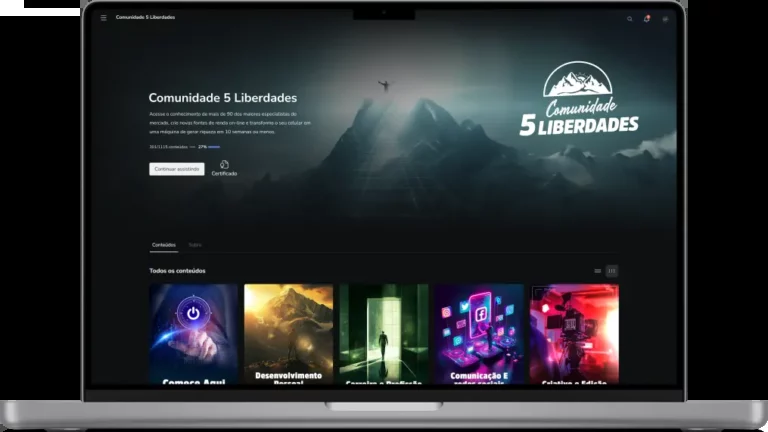 Comunidade 5 Liberdades
Comunidade 5 Liberdades
Acesse o conhecimento de mais de 90 dos maiores especialistas do
mercado, crie novas fontes de renda on-line e transforme o seu celular em
uma máquina de gerar riqueza em 10 semanas ou menos.
conteúdos — 27%
Continuar assistindo
Certificado
Comunidade
5 LIBERDADES
Conteúdos
Sobre
Todos os conteúdos
Comece Aqui
Desenvolvimento
Pessoal
Carreira e Profissão
Comunicação E
redes sociais
Criativo e Edição